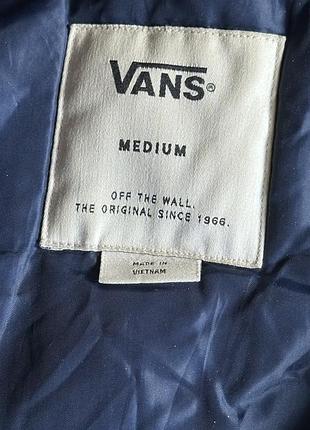 VANS®
MEDIUM
OFF THE WALL.
THE ORIGINAL SINCE 1966.
MADE IN
VIETNAM